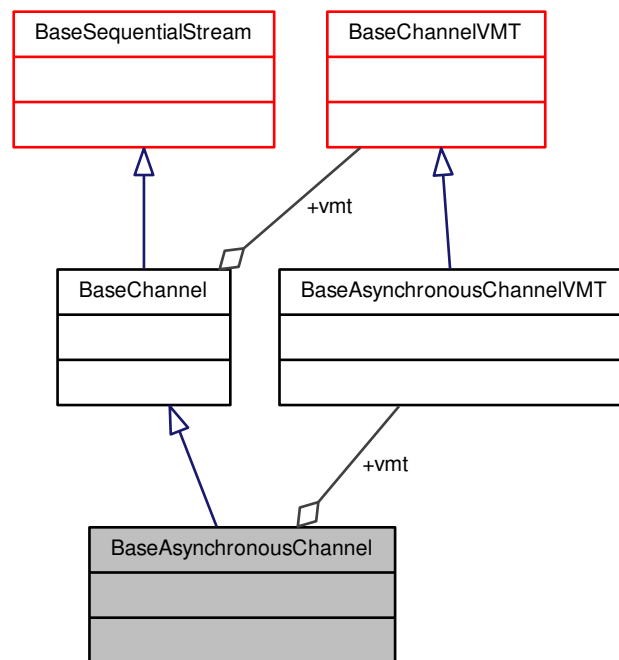 BaseSequentialStream
BaseChannelVMT
+vmt
BaseChannel
BaseAsynchronousChannelVMT
+vmt
BaseAsynchronousChannel